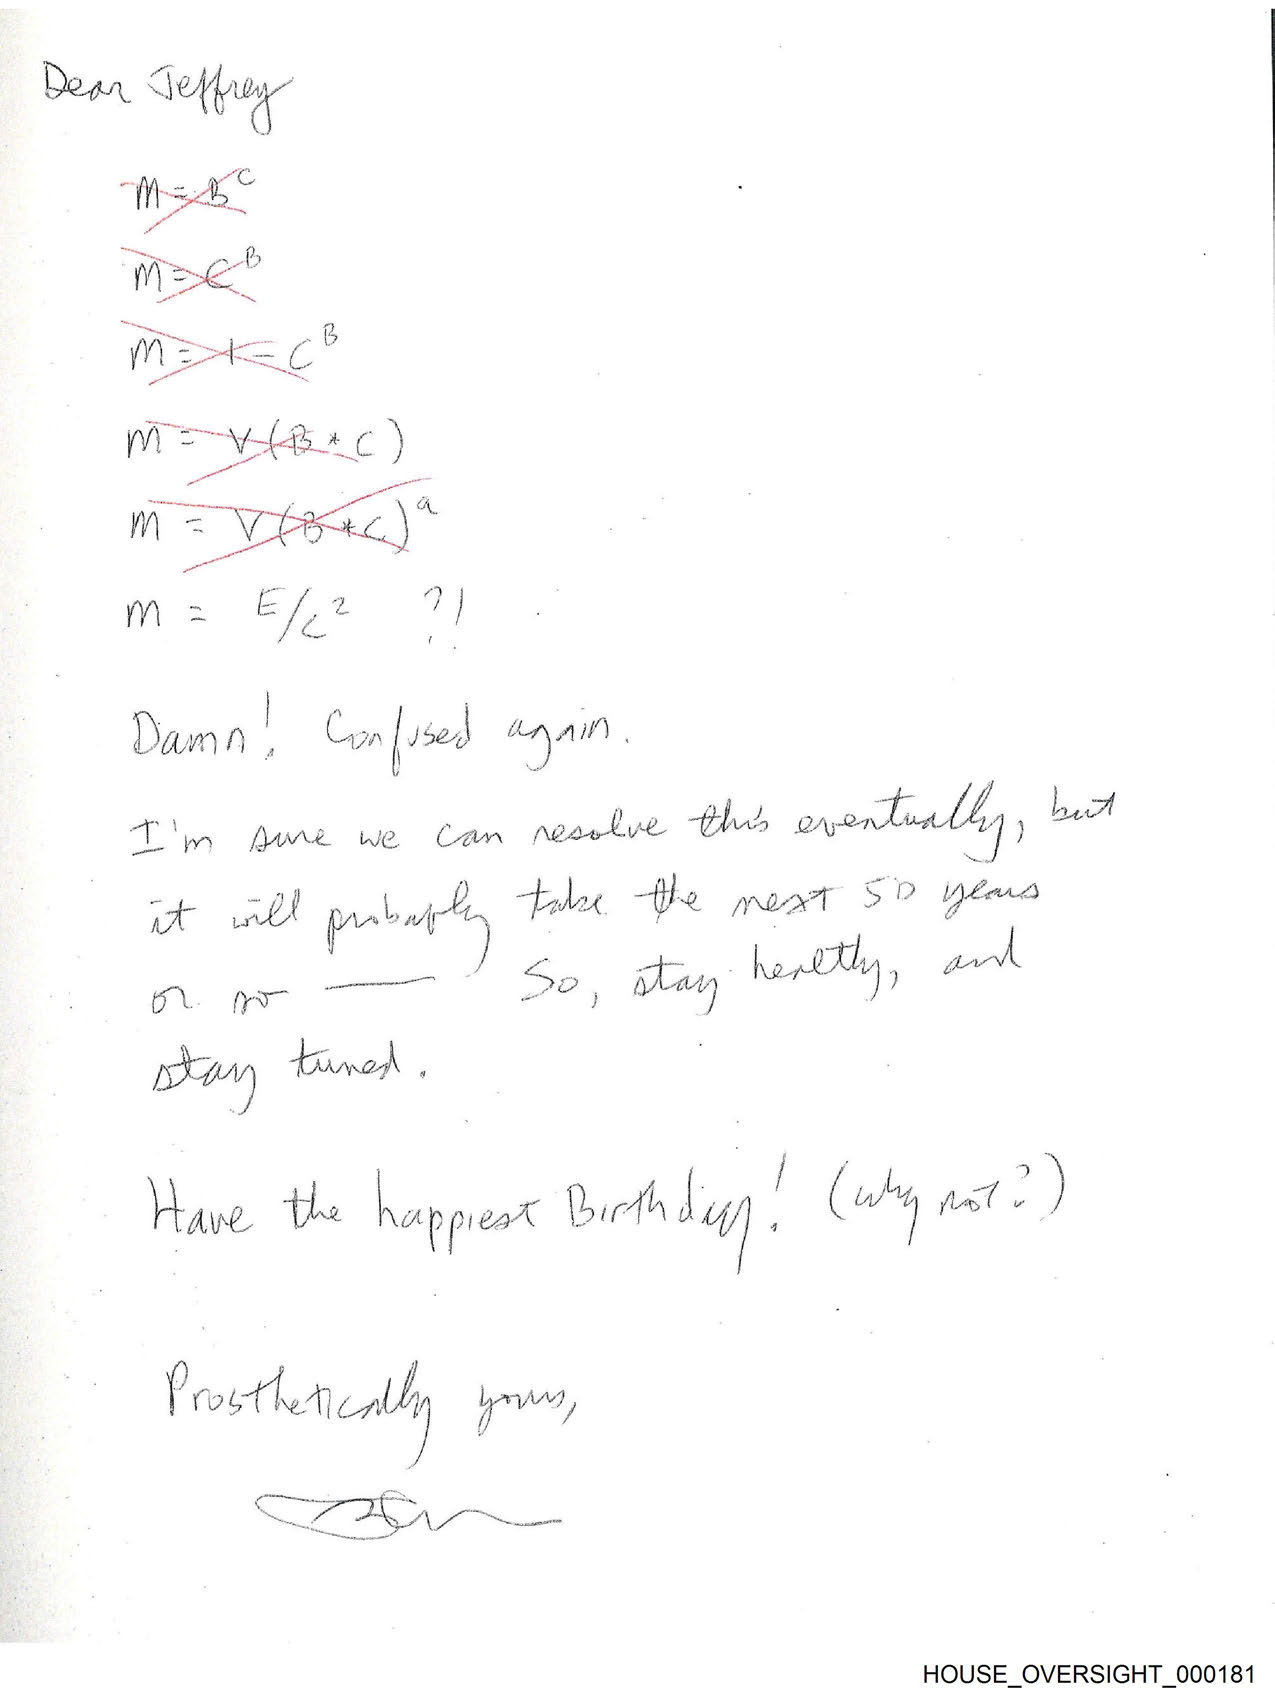 Dear Jeffrey
m = B^C
m = C^B
m = 1 = C^B
m = V (B * C)
m = V (B * C)^a
m = E/c² ?!
Damn! Confused again.
I'm sure we can resolve this eventually, but
it will probably take the next 50 years
or so — So, stay healthy, and
stay tuned.
Have the happiest Birthday! (why not?)
Prosthetically yours,
HOUSE_OVERSIGHT_000181